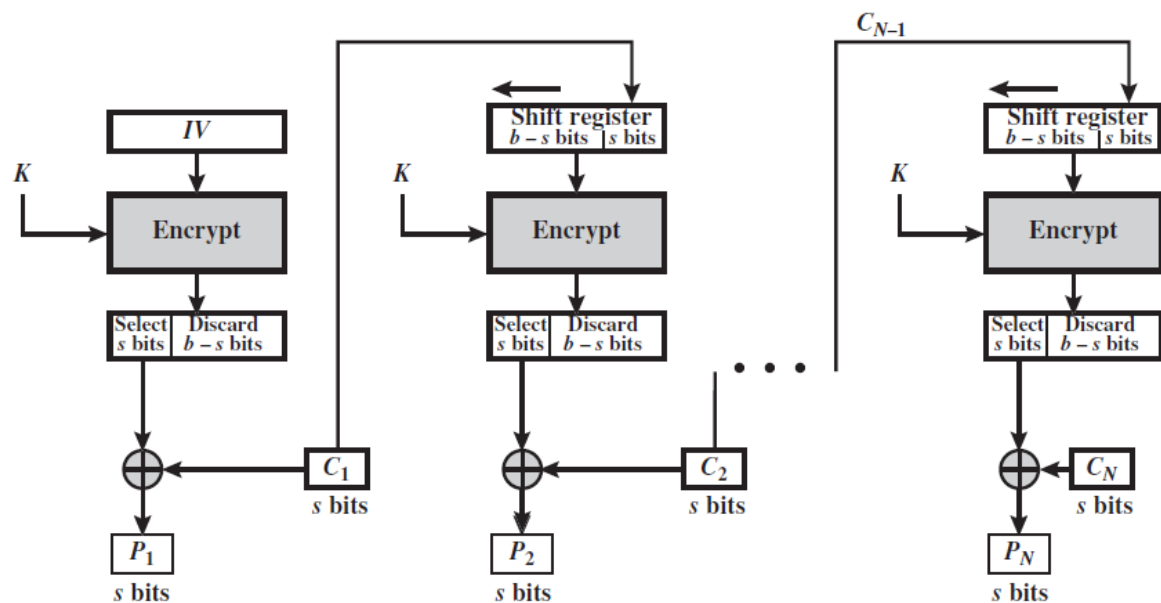 C_{N–1}
IV
Shift register
b – s bits | s bits
Shift register
b – s bits | s bits
K
K
K
Encrypt
Encrypt
Encrypt
Select
s bits
Discard
b – s bits
Select
s bits
Discard
b – s bits
Select
s bits
Discard
b – s bits
• • •
C_1
s bits
C_2
s bits
C_N
s bits
P_1
s bits
P_2
s bits
P_N
s bits